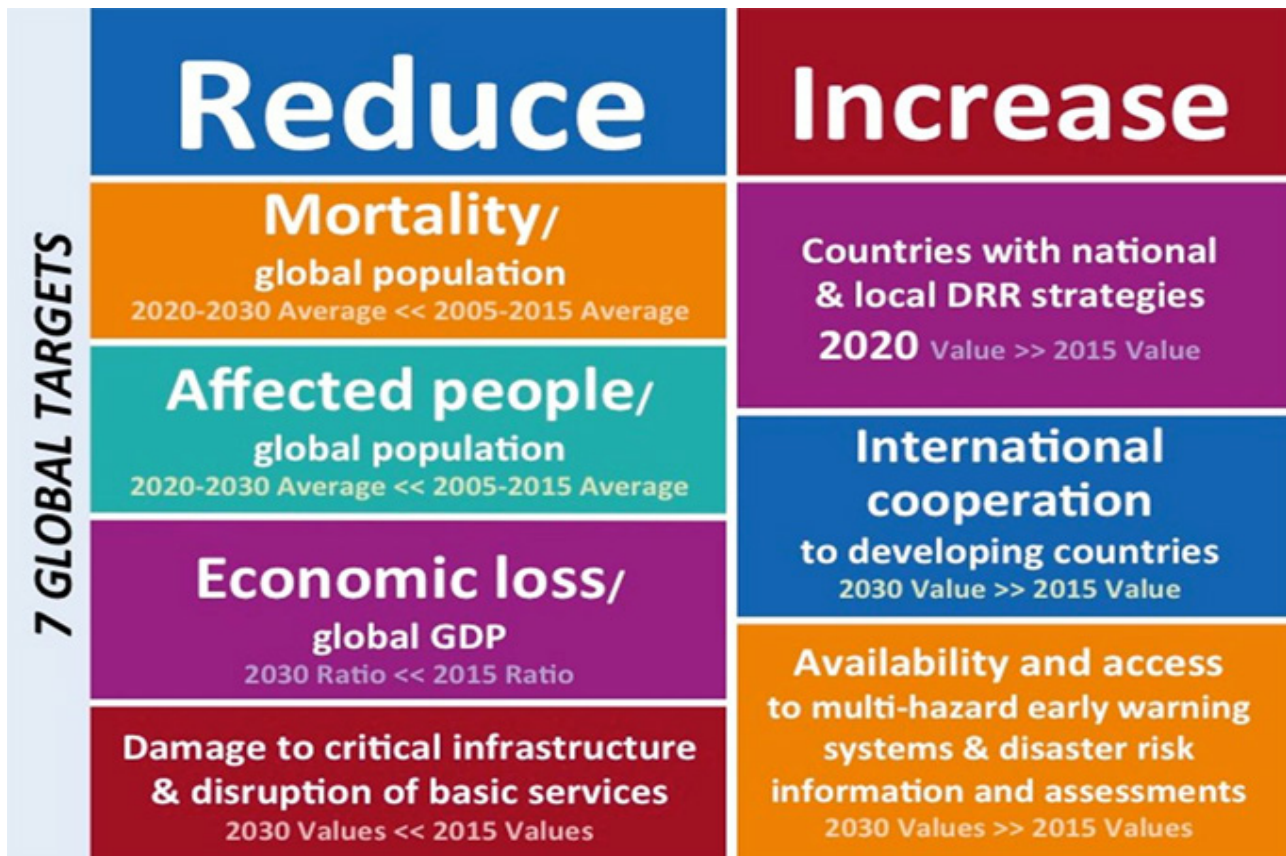 7 GLOBAL TARGETS
Reduce
Mortality/
global population
2020-2030 Average << 2005-2015 Average
Affected people/
global population
2020-2030 Average << 2005-2015 Average
Economic loss/
global GDP
2030 Ratio << 2015 Ratio
Damage to critical infrastructure
& disruption of basic services
2030 Values << 2015 Values
Increase
Countries with national
& local DRR strategies
2020 Value >> 2015 Value
International
cooperation
to developing countries
2030 Value >> 2015 Value
Availability and access
to multi-hazard early warning
systems & disaster risk
information and assessments
2030 Values >> 2015 Values